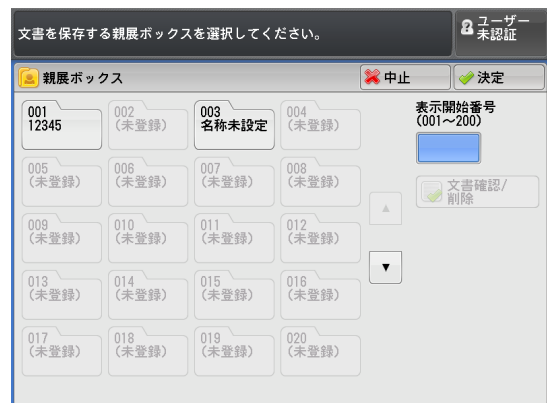 文書を保存する親展ボックスを選択してください。
ユーザー
未認証
親展ボックス
中止
決定
001
12345
002
(未登録)
003
名称未設定
004
(未登録)
表示開始番号
(001～200)
005
(未登録)
006
(未登録)
007
(未登録)
008
(未登録)
文書確認/
削除
009
(未登録)
010
(未登録)
011
(未登録)
012
(未登録)
013
(未登録)
014
(未登録)
015
(未登録)
016
(未登録)
017
(未登録)
018
(未登録)
019
(未登録)
020
(未登録)